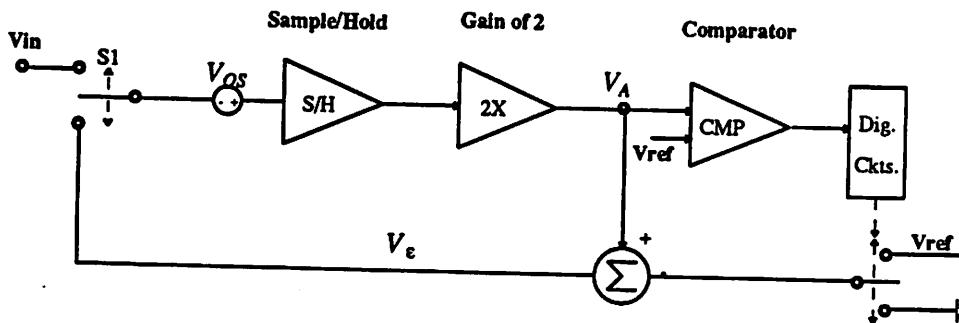 Sample/Hold
Gain of 2
Comparator
Vin
S1
V_OS
- +
S/H
2X
V_A
CMP
Vref
Dig.
Ckts.
V_ε
+
Σ
-
Vref